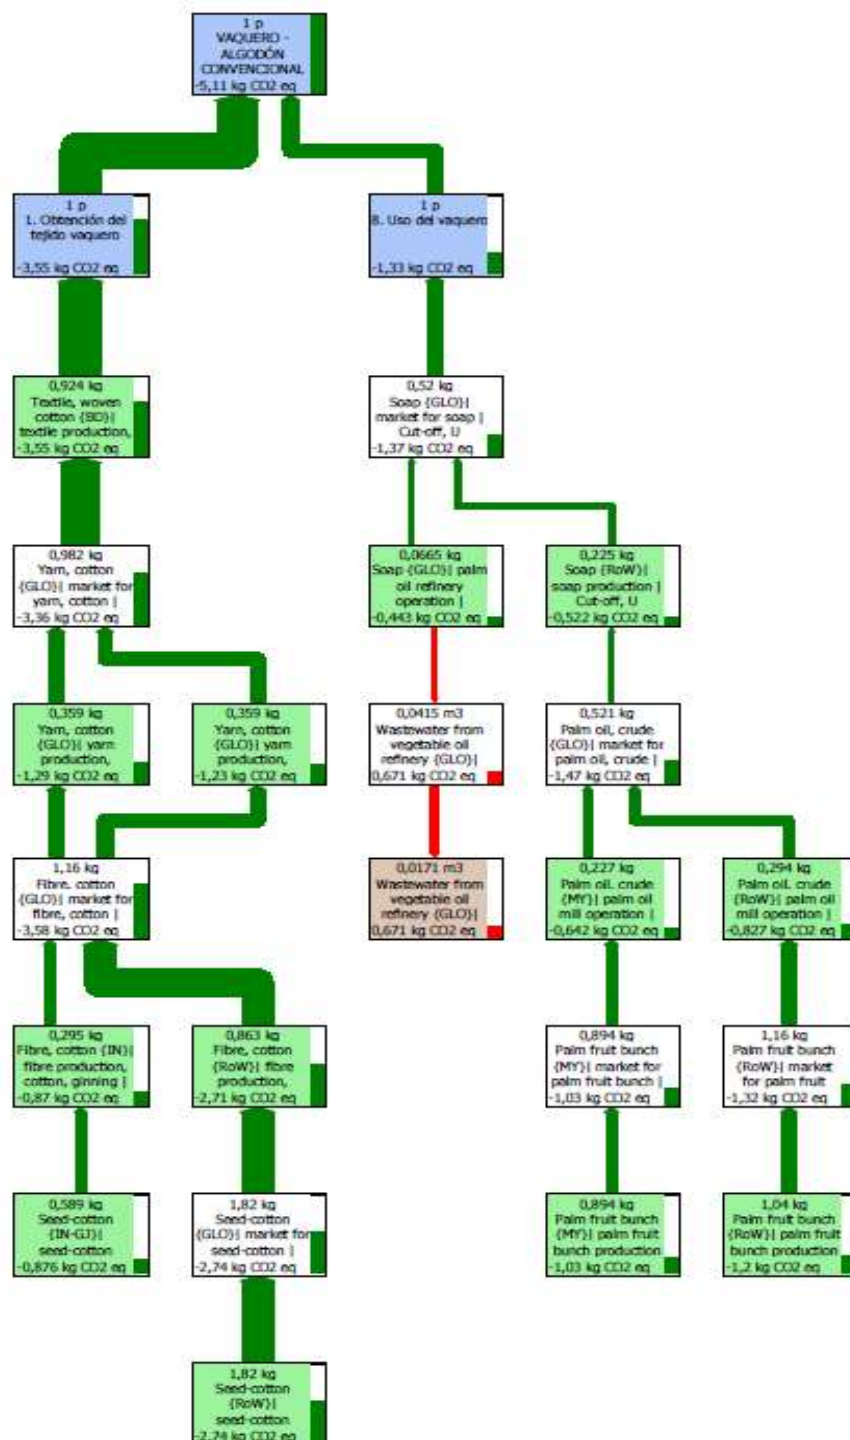 1 p
VAQUERO -
ALGODÓN
CONVENCIONAL
-5,11 kg CO2 eq
1 p
1. Obtención del
tejido vaquero
-3,55 kg CO2 eq
1 p
8. Uso del vaquero
-1,33 kg CO2 eq
0,924 kg
Textile, woven
cotton {BD}|
textile production,
-3,55 kg CO2 eq
0,52 kg
Soap {GLO}|
market for soap |
Cut-off, U
-1,37 kg CO2 eq
0,982 kg
Yarn, cotton
{GLO}| market for
yarn, cotton |
-3,36 kg CO2 eq
0,0665 kg
Soap {GLO}| palm
oil refinery
operation |
-0,443 kg CO2 eq
0,225 kg
Soap {RoW}|
soap production |
Cut-off, U
-0,522 kg CO2 eq
0,359 kg
Yarn, cotton
{GLO}| yarn
production,
-1,29 kg CO2 eq
0,359 kg
Yarn, cotton
{GLO}| yarn
production,
-1,23 kg CO2 eq
0,0415 m3
Wastewater from
vegetable oil
refinery {GLO}|
0,671 kg CO2 eq
0,521 kg
Palm oil, crude
{GLO}| market for
palm oil, crude |
-1,47 kg CO2 eq
1,16 kg
Fibre, cotton
{GLO}| market for
fibre, cotton |
-3,58 kg CO2 eq
0,0171 m3
Wastewater from
vegetable oil
refinery {GLO}|
0,671 kg CO2 eq
0,227 kg
Palm oil, crude
{MY}| palm oil
mill operation |
-0,642 kg CO2 eq
0,294 kg
Palm oil, crude
{RoW}| palm oil
mill operation |
-0,827 kg CO2 eq
0,295 kg
Fibre, cotton {IN}|
fibre production,
cotton, ginning |
-0,87 kg CO2 eq
0,863 kg
Fibre, cotton
{RoW}| fibre
production,
-2,71 kg CO2 eq
0,894 kg
Palm fruit bunch
{MY}| market for
palm fruit bunch |
-1,03 kg CO2 eq
1,16 kg
Palm fruit bunch
{RoW}| market
for palm fruit
-1,32 kg CO2 eq
0,589 kg
Seed-cotton
{IN-GJ}|
seed-cotton
-0,876 kg CO2 eq
1,82 kg
Seed-cotton
{GLO}| market for
seed-cotton |
-2,74 kg CO2 eq
0,894 kg
Palm fruit bunch
{MY}| palm fruit
bunch production
-1,03 kg CO2 eq
1,04 kg
Palm fruit bunch
{RoW}| palm fruit
bunch production
-1,2 kg CO2 eq
1,82 kg
Seed-cotton
{RoW}|
seed-cotton
-2,74 kg CO2 eq